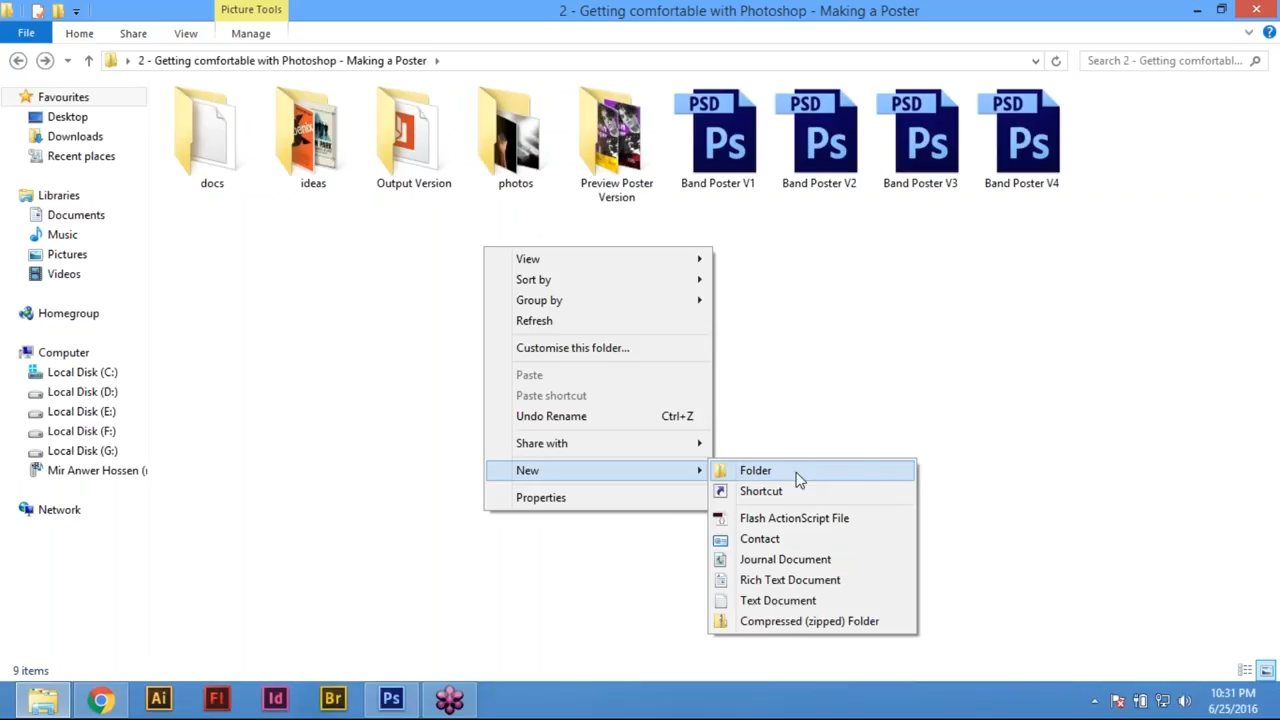 Picture Tools
2 - Getting comfortable with Photoshop - Making a Poster
File
Home
Share
View
Manage
2 - Getting comfortable with Photoshop - Making a Poster
Search 2 - Getting comfortabl...
Favourites
Desktop
Downloads
Recent places
Libraries
Documents
Music
Pictures
Videos
Homegroup
Computer
Local Disk (C:)
Local Disk (D:)
Local Disk (E:)
Local Disk (F:)
Local Disk (G:)
Mir Anwer Hossen (
Network
PSD
Ps
PSD
Ps
PSD
Ps
PSD
Ps
docs
ideas
Output Version
photos
Preview Poster
Version
Band Poster V1
Band Poster V2
Band Poster V3
Band Poster V4
View
Sort by
Group by
Refresh
Customise this folder...
Paste
Paste shortcut
Undo Rename Ctrl+Z
Share with
New
Properties
Folder
Shortcut
Flash ActionScript File
Contact
Journal Document
Rich Text Document
Text Document
Compressed (zipped) Folder
9 items
Ai
Fl
Id
Br
Ps
10:31 PM
6/25/2016